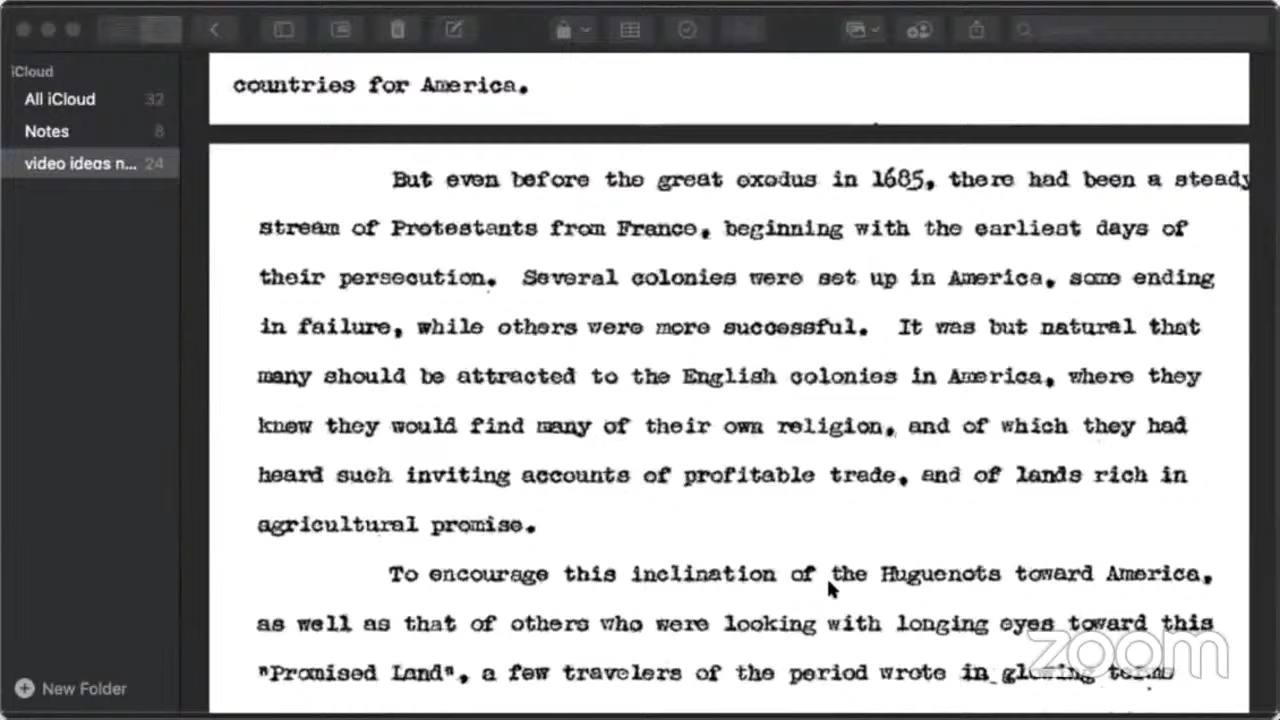 iCloud
All iCloud 32
Notes 8
video ideas n... 24
New Folder
countries for America.
But even before the great exodus in 1685, there had been a steady
stream of Protestants from France, beginning with the earliest days of
their persecution. Several colonies were set up in America, some ending
in failure, while others were more successful. It was but natural that
many should be attracted to the English colonies in America, where they
knew they would find many of their own religion, and of which they had
heard such inviting accounts of profitable trade, and of lands rich in
agricultural promise.
To encourage this inclination of the Huguenots toward America,
as well as that of others who were looking with longing eyes toward this
"Promised Land", a few travelers of the period wrote in glowing terms
zoom